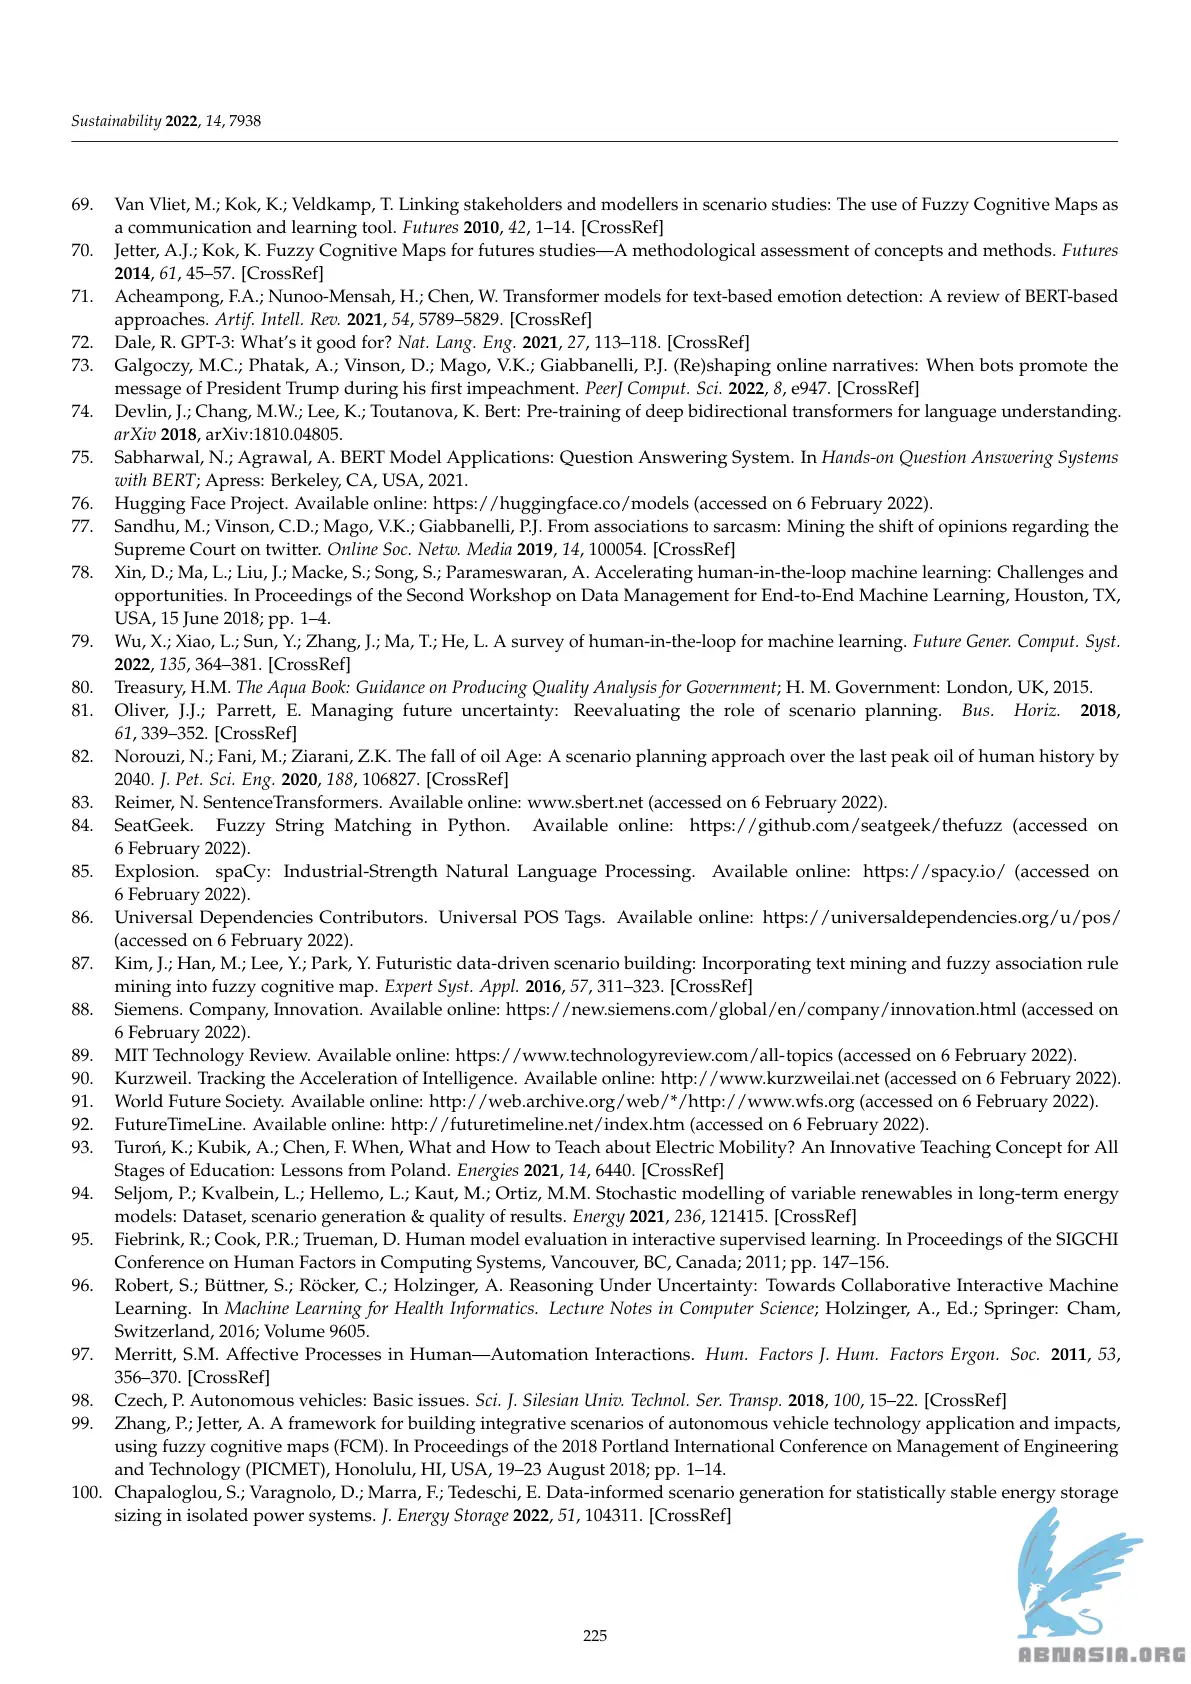 Sustainability 2022, 14, 7938
69. Van Vliet, M.; Kok, K.; Veldkamp, T. Linking stakeholders and modellers in scenario studies: The use of Fuzzy Cognitive Maps as
a communication and learning tool. Futures 2010, 42, 1–14. [CrossRef]
70. Jetter, A.J.; Kok, K. Fuzzy Cognitive Maps for futures studies—A methodological assessment of concepts and methods. Futures
2014, 61, 45–57. [CrossRef]
71. Acheampong, F.A.; Nunoo-Mensah, H.; Chen, W. Transformer models for text-based emotion detection: A review of BERT-based
approaches. Artif. Intell. Rev. 2021, 54, 5789–5829. [CrossRef]
72. Dale, R. GPT-3: What's it good for? Nat. Lang. Eng. 2021, 27, 113–118. [CrossRef]
73. Galgoczy, M.C.; Phatak, A.; Vinson, D.; Mago, V.K.; Giabbanelli, P.J. (Re)shaping online narratives: When bots promote the
message of President Trump during his first impeachment. PeerJ Comput. Sci. 2022, 8, e947. [CrossRef]
74. Devlin, J.; Chang, M.W.; Lee, K.; Toutanova, K. Bert: Pre-training of deep bidirectional transformers for language understanding.
arXiv 2018, arXiv:1810.04805.
75. Sabharwal, N.; Agrawal, A. BERT Model Applications: Question Answering System. In Hands-on Question Answering Systems
with BERT; Apress: Berkeley, CA, USA, 2021.
76. Hugging Face Project. Available online: https://huggingface.co/models (accessed on 6 February 2022).
77. Sandhu, M.; Vinson, C.D.; Mago, V.K.; Giabbanelli, P.J. From associations to sarcasm: Mining the shift of opinions regarding the
Supreme Court on twitter. Online Soc. Netw. Media 2019, 14, 100054. [CrossRef]
78. Xin, D.; Ma, L.; Liu, J.; Macke, S.; Song, S.; Parameswaran, A. Accelerating human-in-the-loop machine learning: Challenges and
opportunities. In Proceedings of the Second Workshop on Data Management for End-to-End Machine Learning, Houston, TX,
USA, 15 June 2018; pp. 1–4.
79. Wu, X.; Xiao, L.; Sun, Y.; Zhang, J.; Ma, T.; He, L. A survey of human-in-the-loop for machine learning. Future Gener. Comput. Syst.
2022, 135, 364–381. [CrossRef]
80. Treasury, H.M. The Aqua Book: Guidance on Producing Quality Analysis for Government; H. M. Government: London, UK, 2015.
81. Oliver, J.J.; Parrett, E. Managing future uncertainty: Reevaluating the role of scenario planning. Bus. Horiz. 2018,
61, 339–352. [CrossRef]
82. Norouzi, N.; Fani, M.; Ziarani, Z.K. The fall of oil Age: A scenario planning approach over the last peak oil of human history by
2040. J. Pet. Sci. Eng. 2020, 188, 106827. [CrossRef]
83. Reimer, N. SentenceTransformers. Available online: www.sbert.net (accessed on 6 February 2022).
84. SeatGeek. Fuzzy String Matching in Python. Available online: https://github.com/seatgeek/thefuzz (accessed on
6 February 2022).
85. Explosion. spaCy: Industrial-Strength Natural Language Processing. Available online: https://spacy.io/ (accessed on
6 February 2022).
86. Universal Dependencies Contributors. Universal POS Tags. Available online: https://universaldependencies.org/u/pos/
(accessed on 6 February 2022).
87. Kim, J.; Han, M.; Lee, Y.; Park, Y. Futuristic data-driven scenario building: Incorporating text mining and fuzzy association rule
mining into fuzzy cognitive map. Expert Syst. Appl. 2016, 57, 311–323. [CrossRef]
88. Siemens. Company, Innovation. Available online: https://new.siemens.com/global/en/company/innovation.html (accessed on
6 February 2022).
89. MIT Technology Review. Available online: https://www.technologyreview.com/all-topics (accessed on 6 February 2022).
90. Kurzweil. Tracking the Acceleration of Intelligence. Available online: http://www.kurzweilai.net (accessed on 6 February 2022).
91. World Future Society. Available online: http://web.archive.org/web/*/http://www.wfs.org (accessed on 6 February 2022).
92. FutureTimeLine. Available online: http://futuretimeline.net/index.htm (accessed on 6 February 2022).
93. Turoń, K.; Kubik, A.; Chen, F. When, What and How to Teach about Electric Mobility? An Innovative Teaching Concept for All
Stages of Education: Lessons from Poland. Energies 2021, 14, 6440. [CrossRef]
94. Seljom, P.; Kvalbein, L.; Hellemo, L.; Kaut, M.; Ortiz, M.M. Stochastic modelling of variable renewables in long-term energy
models: Dataset, scenario generation & quality of results. Energy 2021, 236, 121415. [CrossRef]
95. Fiebrink, R.; Cook, P.R.; Trueman, D. Human model evaluation in interactive supervised learning. In Proceedings of the SIGCHI
Conference on Human Factors in Computing Systems, Vancouver, BC, Canada; 2011; pp. 147–156.
96. Robert, S.; Büttner, S.; Röcker, C.; Holzinger, A. Reasoning Under Uncertainty: Towards Collaborative Interactive Machine
Learning. In Machine Learning for Health Informatics. Lecture Notes in Computer Science; Holzinger, A., Ed.; Springer: Cham,
Switzerland, 2016; Volume 9605.
97. Merritt, S.M. Affective Processes in Human—Automation Interactions. Hum. Factors J. Hum. Factors Ergon. Soc. 2011, 53,
356–370. [CrossRef]
98. Czech, P. Autonomous vehicles: Basic issues. Sci. J. Silesian Univ. Technol. Ser. Transp. 2018, 100, 15–22. [CrossRef]
99. Zhang, P.; Jetter, A. A framework for building integrative scenarios of autonomous vehicle technology application and impacts,
using fuzzy cognitive maps (FCM). In Proceedings of the 2018 Portland International Conference on Management of Engineering
and Technology (PICMET), Honolulu, HI, USA, 19–23 August 2018; pp. 1–14.
100. Chapaloglou, S.; Varagnolo, D.; Marra, F.; Tedeschi, E. Data-informed scenario generation for statistically stable energy storage
sizing in isolated power systems. J. Energy Storage 2022, 51, 104311. [CrossRef]
225
ABNASIA.ORG